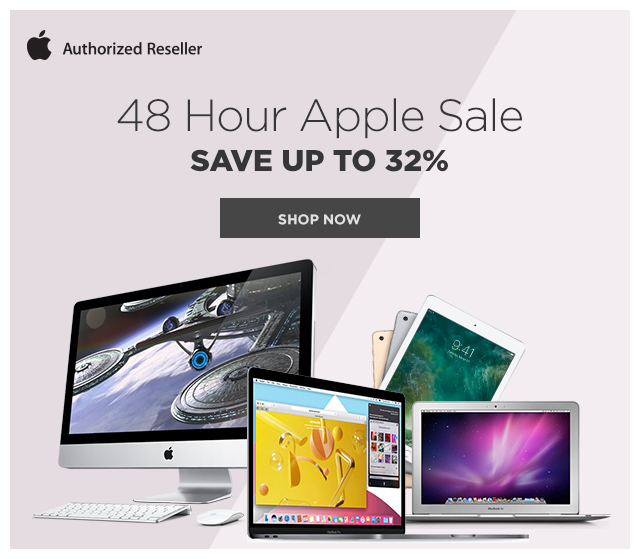 Authorized Reseller
48 Hour Apple Sale
SAVE UP TO 32%
SHOP NOW
9:41